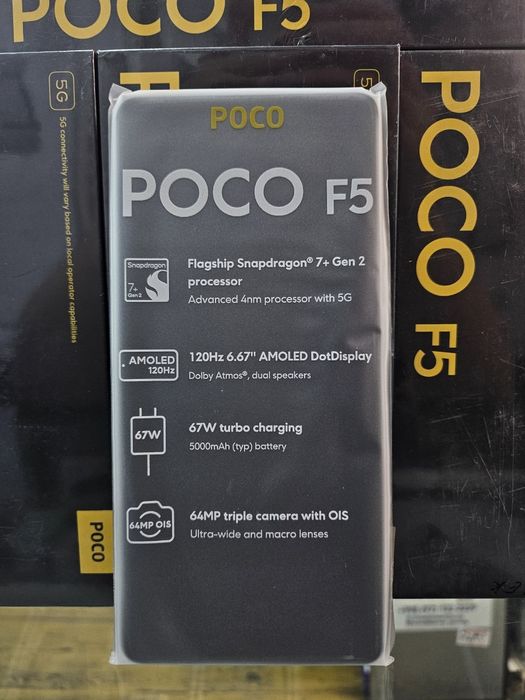 POCO F5
5G
5G connectivity will vary based on local operator capabilities
POCO
F
5
POCO F5
POCO
POCO F5
Snapdragon
7+
Gen 2
Flagship Snapdragon® 7+ Gen 2
processor
Advanced 4nm processor with 5G
AMOLED
120Hz
120Hz 6.67" AMOLED DotDisplay
Dolby Atmos®, dual speakers
67W
67W turbo charging
5000mAh (typ) battery
64MP OIS
64MP triple camera with OIS
Ultra-wide and macro lenses